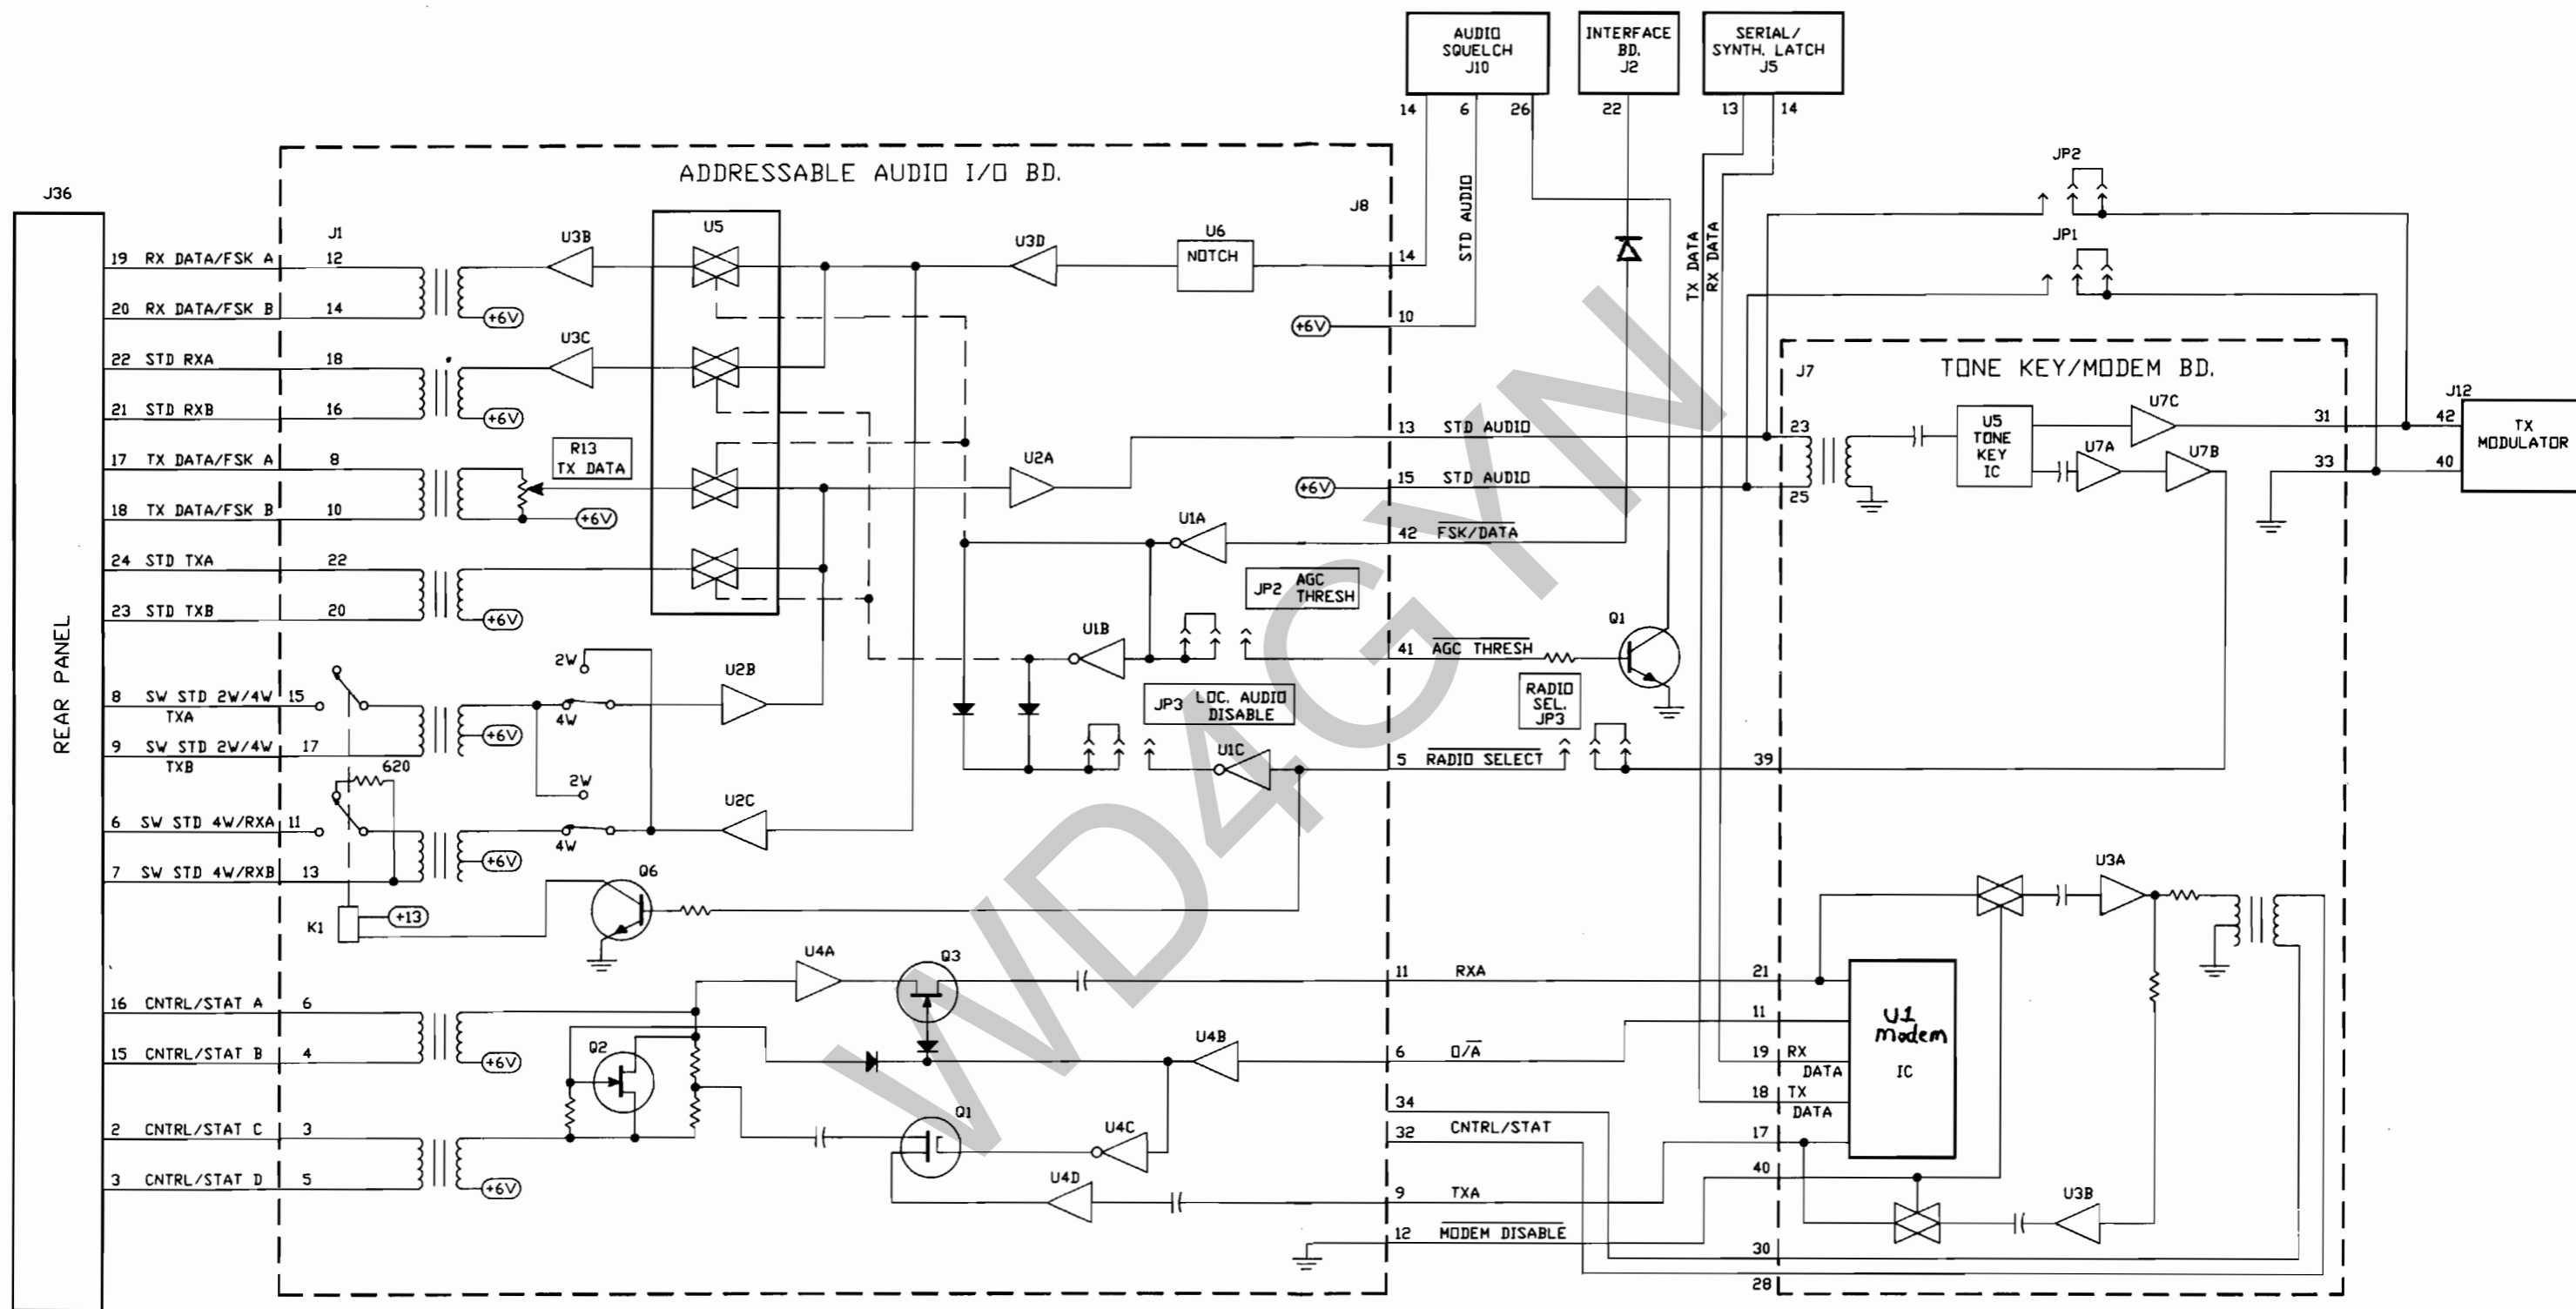 AUDIO
SQUELCH
J10
INTERFACE
BD.
J2
SERIAL/
SYNTH. LATCH
J5
14 6 26 22 13 14
STD AUDIO
TX DATA
RX DATA
JP2
JP1
J36
REAR PANEL
ADDRESSABLE AUDIO I/O BD.
J1
J8
U5
19 RX DATA/FSK A 12
20 RX DATA/FSK B 14
22 STD RXA 18
21 STD RXB 16
17 TX DATA/FSK A 8
18 TX DATA/FSK B 10
24 STD TXA 22
23 STD TXB 20
8 SW STD 2W/4W 15
TXA
9 SW STD 2W/4W 17
TXB
620
6 SW STD 4W/RXA 11
7 SW STD 4W/RXB 13
16 CNTRL/STAT A 6
15 CNTRL/STAT B 4
2 CNTRL/STAT C 3
3 CNTRL/STAT D 5
U3B
+6V
U3C
+6V
R13
TX DATA
+6V
+6V
2W
4W
+6V
2W
4W
+6V
K1
+13
Q6
U2B
U2C
U3D
U6
NOTCH
14
+6V
10
U2A
13 STD AUDIO
+6V
15 STD AUDIO
U1A
42 FSK/DATA
JP2 AGC
THRESH
U1B
41 AGC THRESH
Q1
JP3 LOC. AUDIO
DISABLE
U1C
5 RADIO SELECT
RADIO
SEL.
JP3
39
U4A
Q3
11 RXA 21
+6V
Q2
U4B
6 O/A 11
34
32 CNTRL/STAT
Q1
U4C
+6V
U4D
9 TXA
12 MODEM DISABLE
TONE KEY/MODEM BD.
J7
23
25
U5
TONE
KEY
IC
U7C
U7A
U7B
31
33
J12
42
40
TX
MODULATOR
U3A
U1
Modem
IC
19 RX
DATA
18 TX
DATA
17
40
U3B
30
28
WD4GYN